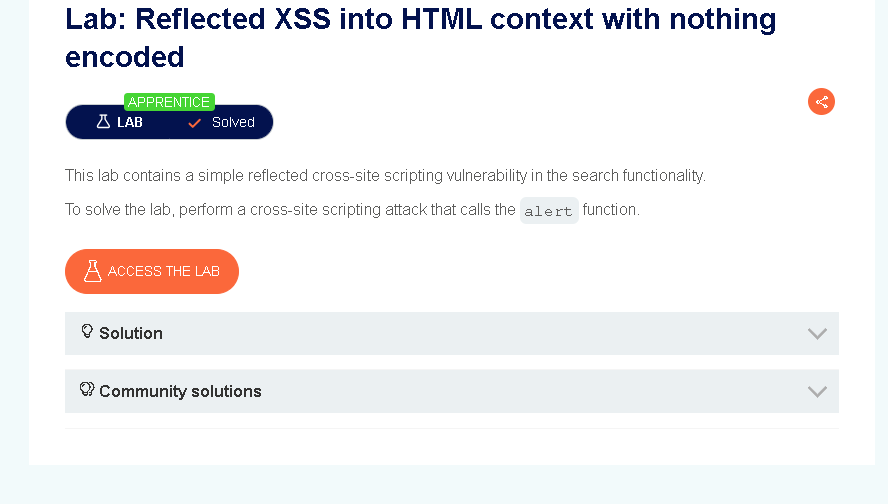 Lab: Reflected XSS into HTML context with nothing
encoded
APPRENTICE
LAB Solved
This lab contains a simple reflected cross-site scripting vulnerability in the search functionality.
To solve the lab, perform a cross-site scripting attack that calls the alert function.
ACCESS THE LAB
Solution
Community solutions